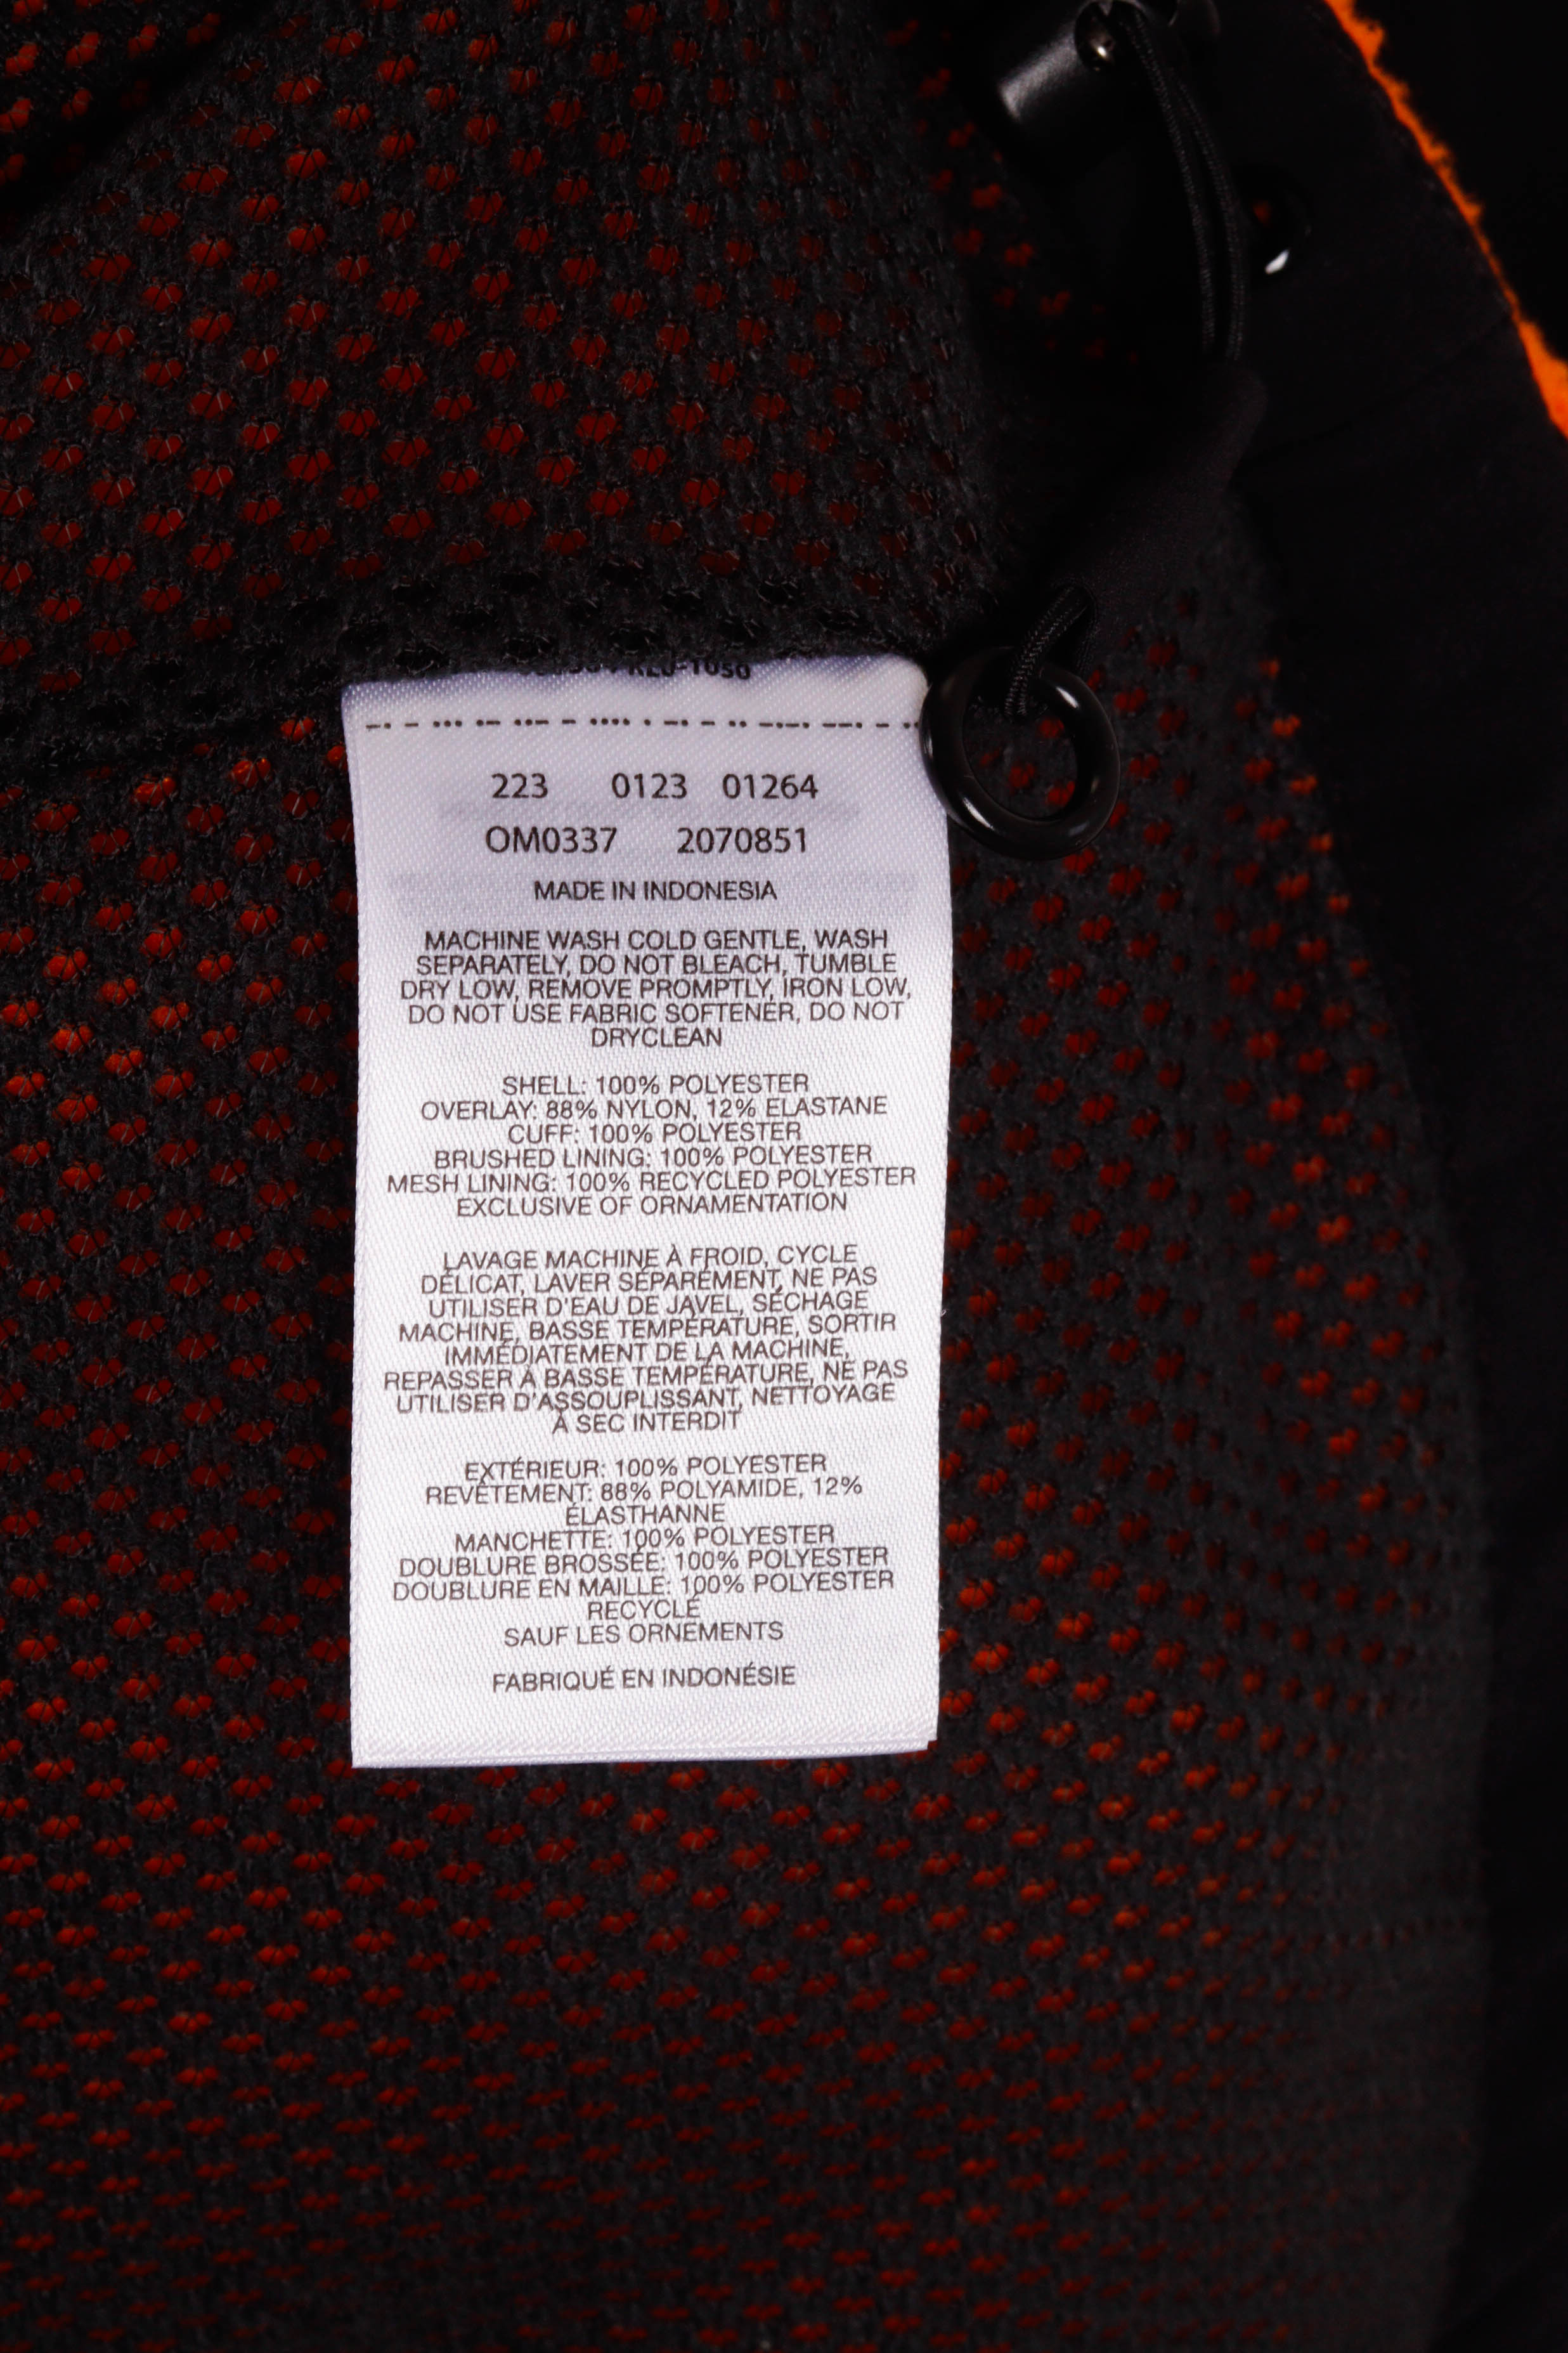 223 0123 01264
OM0337 2070851
MADE IN INDONESIA
MACHINE WASH COLD GENTLE, WASH
SEPARATELY, DO NOT BLEACH, TUMBLE
DRY LOW, REMOVE PROMPTLY, IRON LOW,
DO NOT USE FABRIC SOFTENER, DO NOT
DRYCLEAN
SHELL: 100% POLYESTER
OVERLAY: 88% NYLON, 12% ELASTANE
CUFF: 100% POLYESTER
BRUSHED LINING: 100% POLYESTER
MESH LINING: 100% RECYCLED POLYESTER
EXCLUSIVE OF ORNAMENTATION
LAVAGE MACHINE À FROID, CYCLE
DÉLICAT, LAVER SÉPARÉMENT, NE PAS
UTILISER D'EAU DE JAVEL, SÉCHAGE
MACHINE, BASSE TEMPÉRATURE, SORTIR
IMMÉDIATEMENT DE LA MACHINE,
REPASSER À BASSE TEMPÉRATURE, NE PAS
UTILISER D'ASSOUPLISSANT, NETTOYAGE
À SEC INTERDIT
EXTÉRIEUR: 100% POLYESTER
REVÊTEMENT: 88% POLYAMIDE, 12%
ÉLASTHANNE
MANCHETTE: 100% POLYESTER
DOUBLURE BROSSÉE: 100% POLYESTER
DOUBLURE EN MAILLE: 100% POLYESTER
RECYCLÉ
SAUF LES ORNEMENTS
FABRIQUÉ EN INDONÉSIE